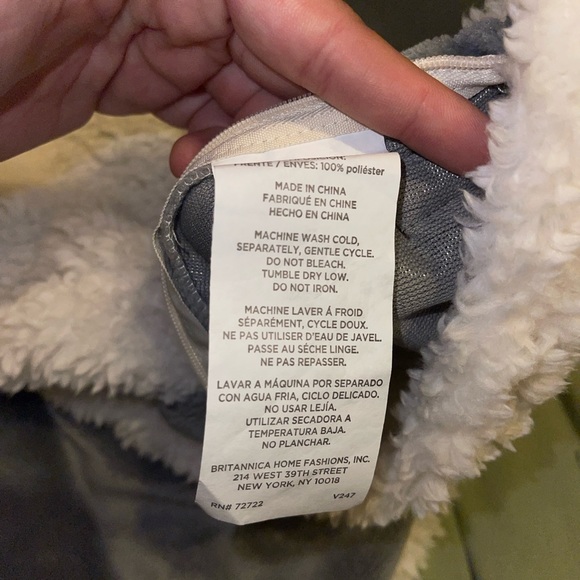 FRENTE / ENVES: 100% poliéster
MADE IN CHINA
FABRIQUÉ EN CHINE
HECHO EN CHINA
MACHINE WASH COLD,
SEPARATELY, GENTLE CYCLE.
DO NOT BLEACH.
TUMBLE DRY LOW.
DO NOT IRON.
MACHINE LAVER Á FROID
SÉPARÉMENT, CYCLE DOUX.
NE PAS UTILISER D'EAU DE JAVEL.
PASSE AU SÈCHE LINGE.
NE PAS REPASSER.
LAVAR A MÁQUINA POR SEPARADO
CON AGUA FRIA, CICLO DELICADO.
NO USAR LEJÍA.
UTILIZAR SECADORA A
TEMPERATURA BAJA.
NO PLANCHAR.
BRITANNICA HOME FASHIONS, INC.
214 WEST 39TH STREET
NEW YORK, NY 10018
RN# 72722 V247